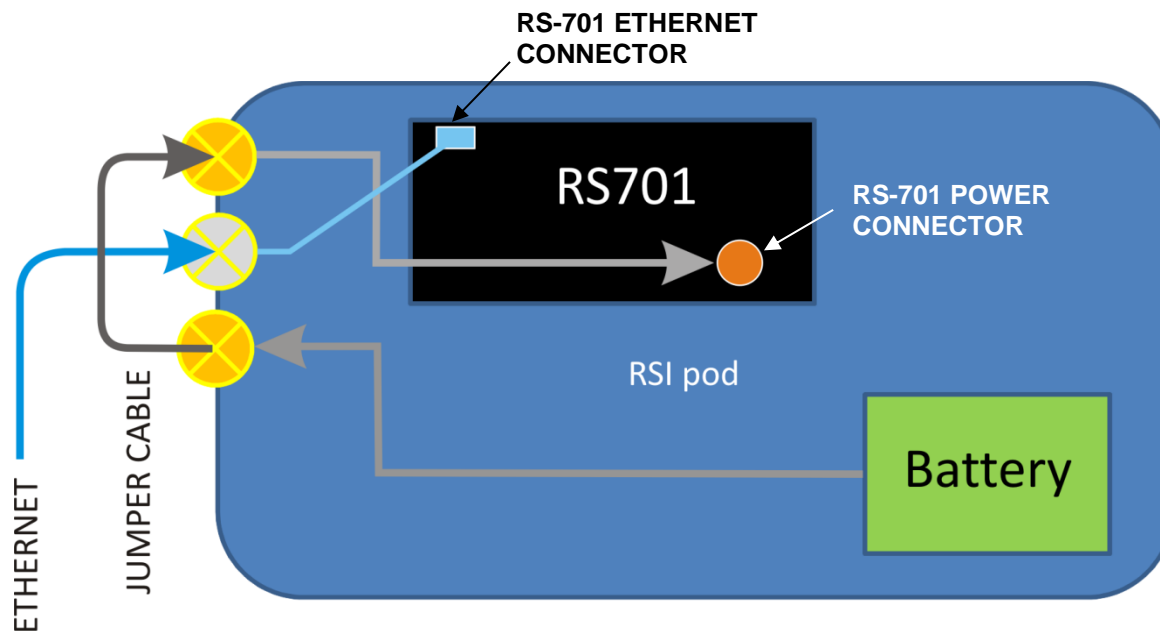 RS-701 ETHERNET
CONNECTOR
RS701
RS-701 POWER
CONNECTOR
RSI pod
Battery
JUMPER CABLE
ETHERNET